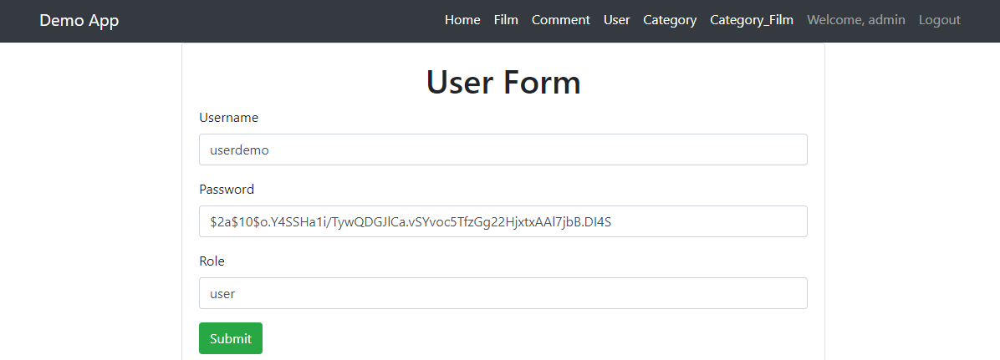 Demo App Home Film Comment User Category Category_Film Welcome, admin Logout
User Form
Username
userdemo
Password
$2a$10$o.Y4SSHa1i/TywQDGJlCa.vSYvoc5TfzGg22HjxtxAAl7jbB.DI4S
Role
user
Submit